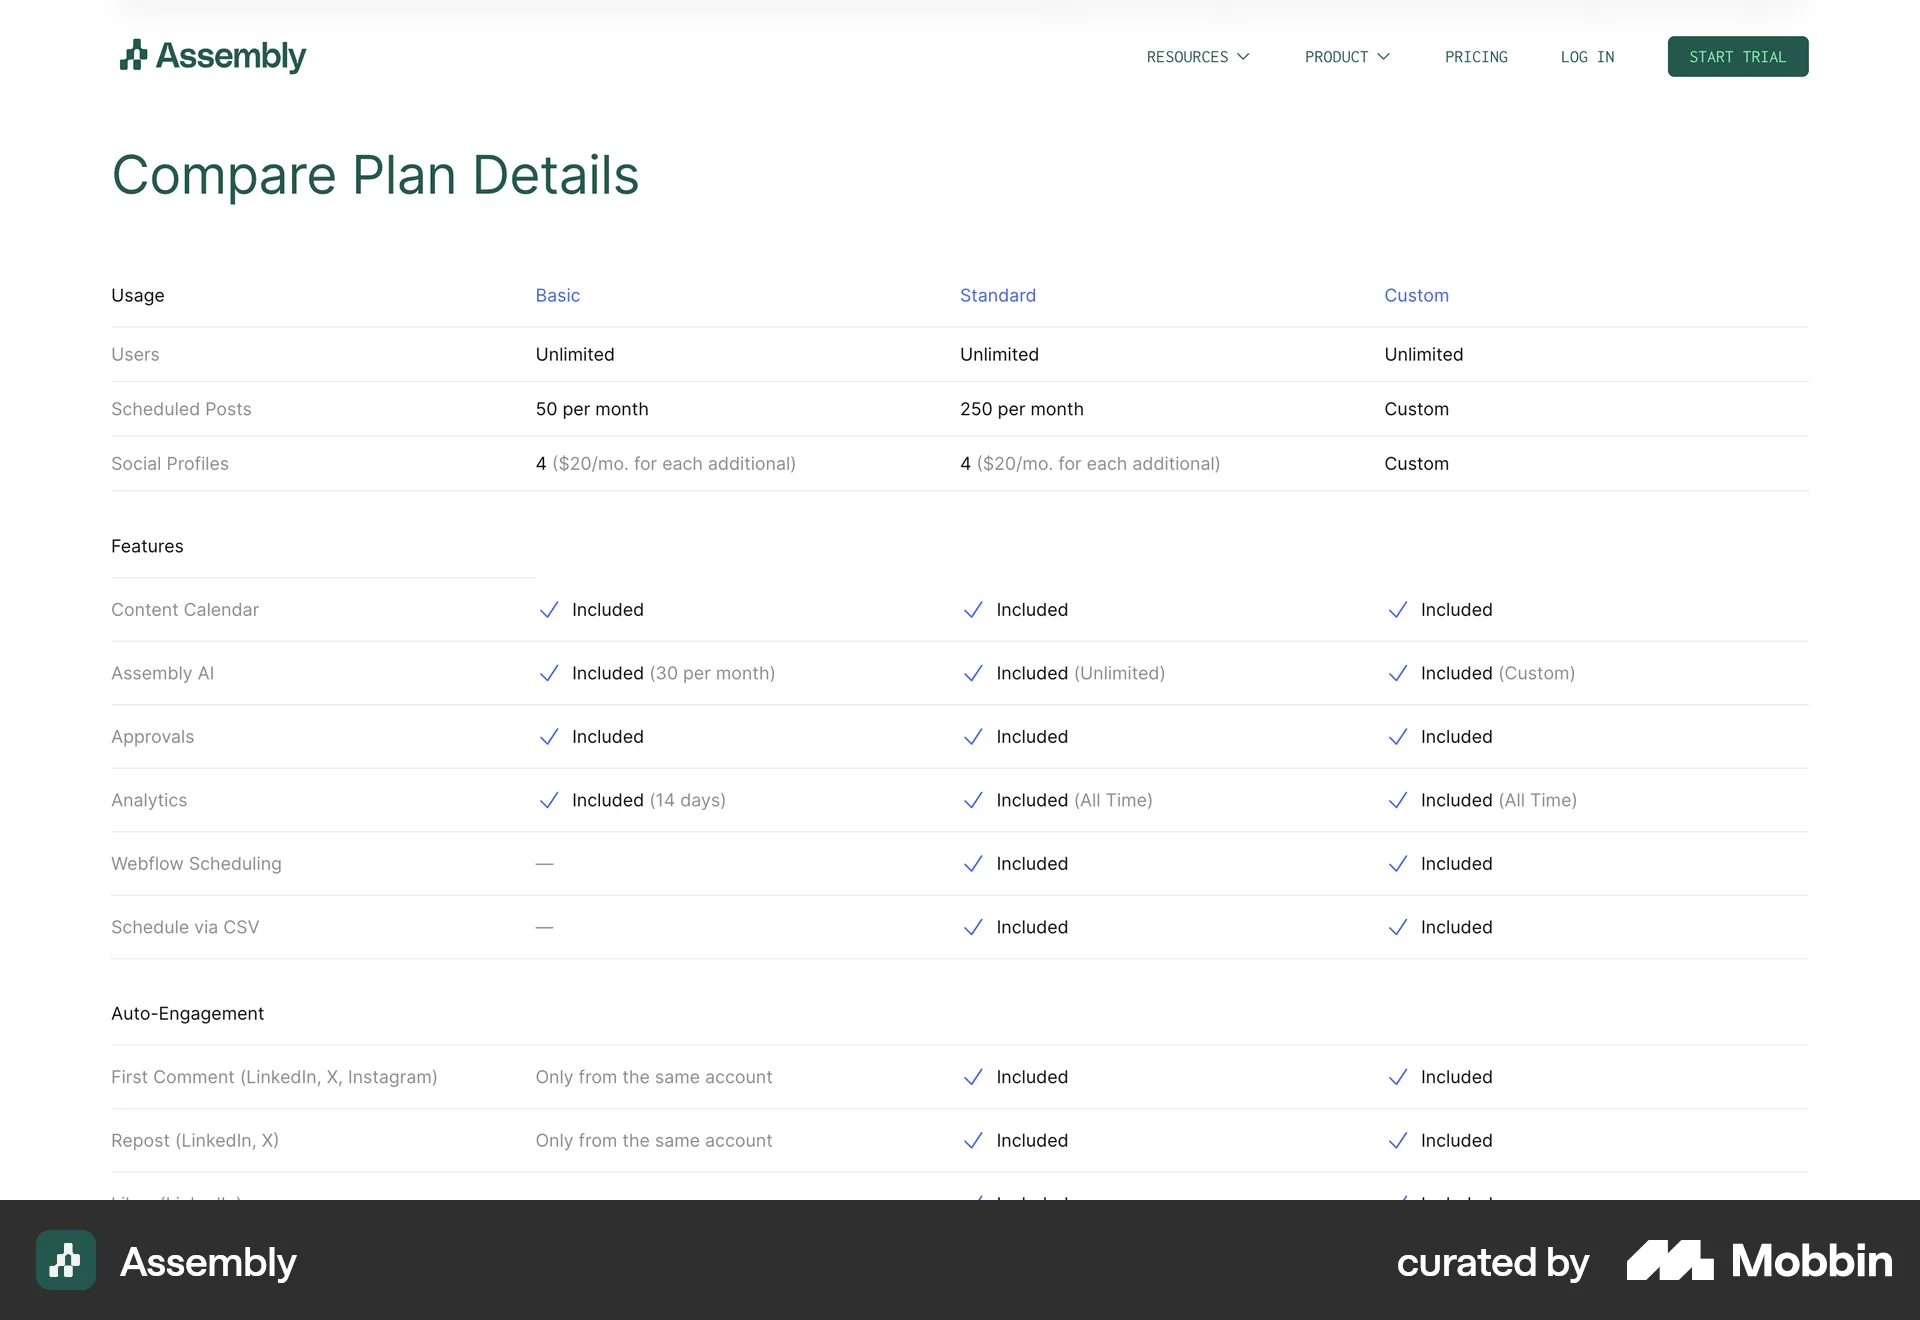 Assembly
RESOURCES PRODUCT PRICING LOG IN START TRIAL
Compare Plan Details
Usage Basic Standard Custom
Users Unlimited Unlimited Unlimited
Scheduled Posts 50 per month 250 per month Custom
Social Profiles 4 ($20/mo. for each additional) 4 ($20/mo. for each additional) Custom
Features
Content Calendar Included Included Included
Assembly AI Included (30 per month) Included (Unlimited) Included (Custom)
Approvals Included Included Included
Analytics Included (14 days) Included (All Time) Included (All Time)
Webflow Scheduling — Included Included
Schedule via CSV — Included Included
Auto-Engagement
First Comment (LinkedIn, X, Instagram) Only from the same account Included Included
Repost (LinkedIn, X) Only from the same account Included Included
Assembly curated by Mobbin